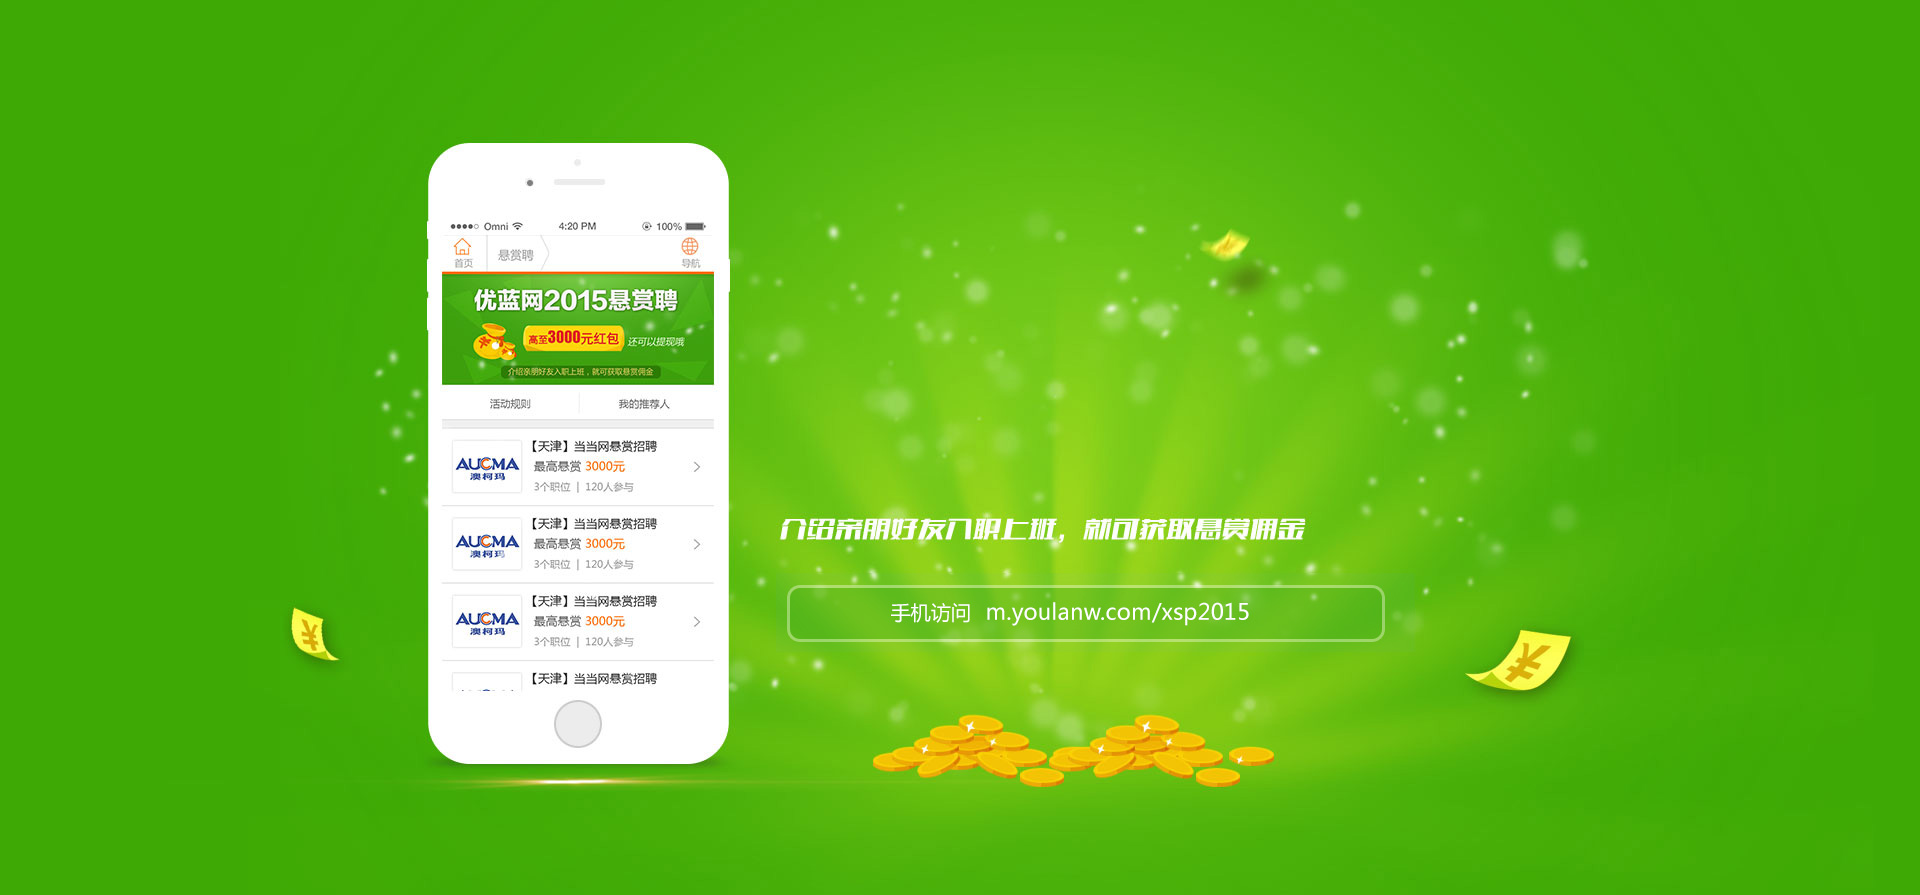 Omni 4:20 PM 100%
首页 悬赏聘 导航
优蓝网2015悬赏聘
高至3000元红包 还可以提现哦
介绍亲朋好友入职上班，就可获取悬赏佣金
活动规则 我的推荐人
AUCMA
澳柯玛
【天津】当当网悬赏招聘
最高悬赏 3000元
3个职位 | 120人参与
AUCMA
澳柯玛
【天津】当当网悬赏招聘
最高悬赏 3000元
3个职位 | 120人参与
AUCMA
澳柯玛
【天津】当当网悬赏招聘
最高悬赏 3000元
3个职位 | 120人参与
【天津】当当网悬赏招聘
介绍亲朋好友入职上班，就可获取悬赏佣金
手机访问 m.youlanw.com/xsp2015
¥
¥